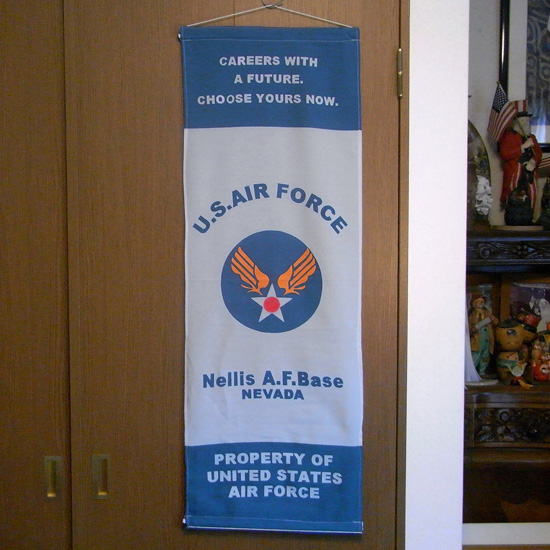 CAREERS WITH
A FUTURE.
CHOOSE YOURS NOW.
U.S.AIR FORCE
Nellis A.F.Base
NEVADA
PROPERTY OF
UNITED STATES
AIR FORCE